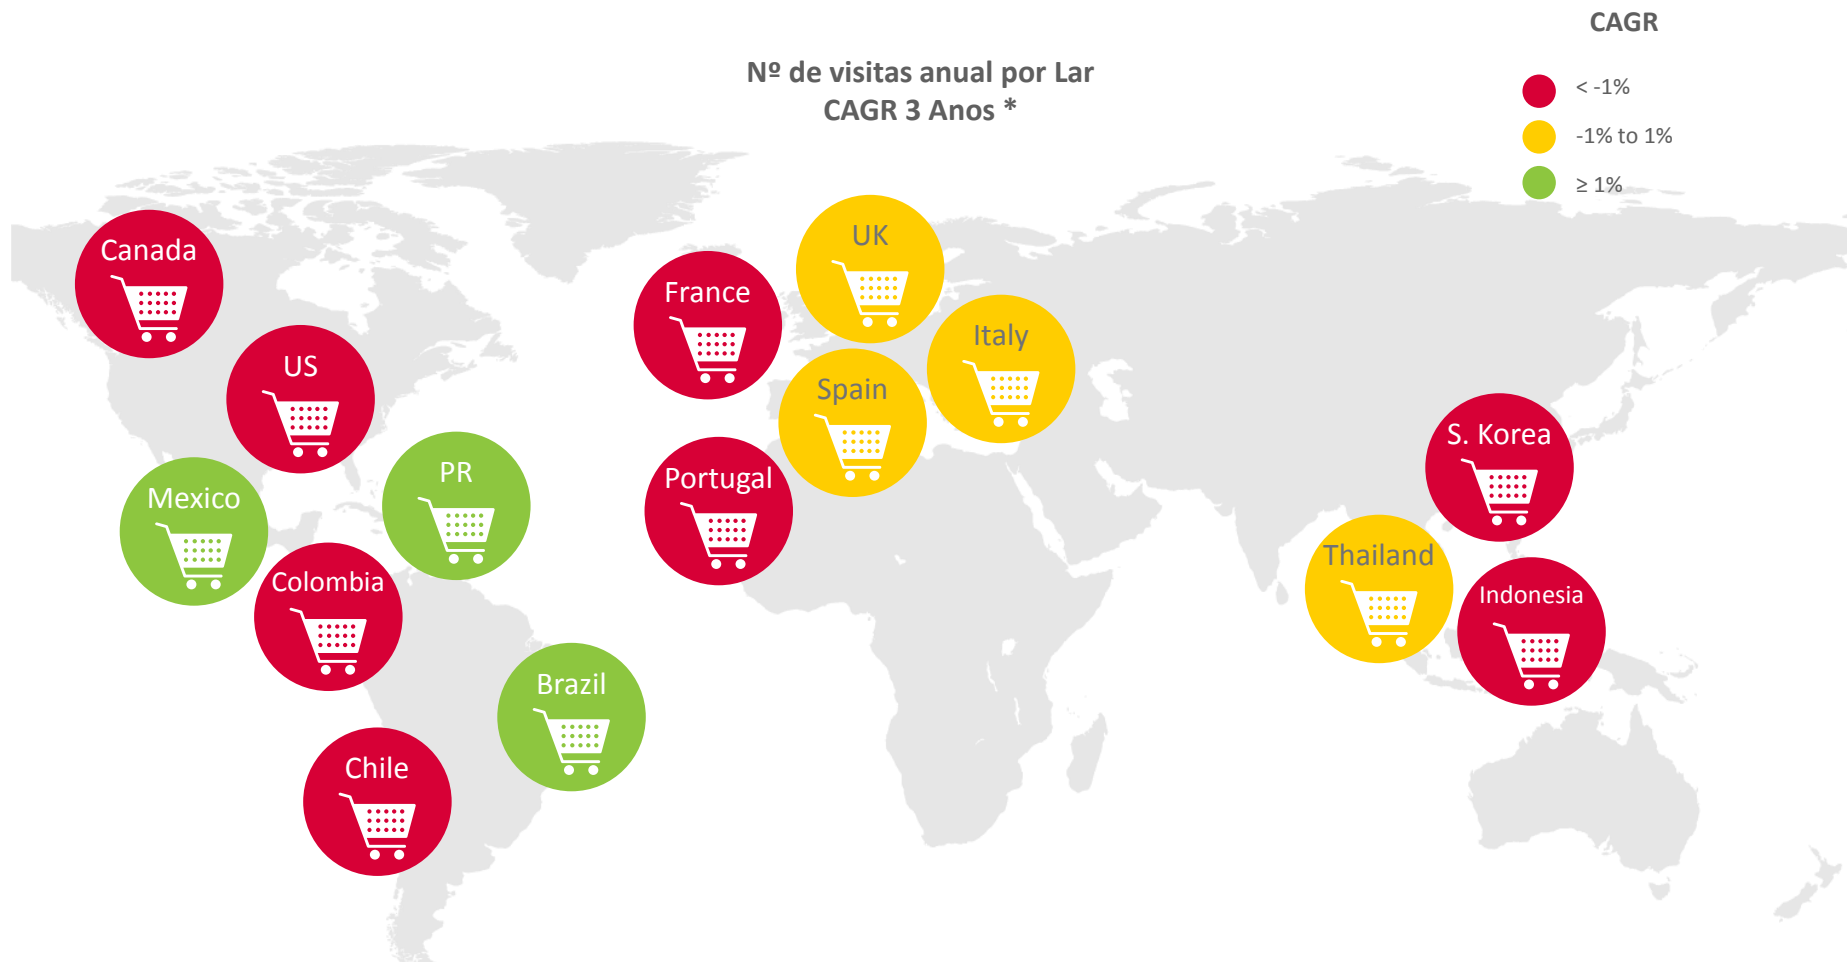 CAGR
Nº de visitas anual por Lar
CAGR 3 Anos *
< -1%
-1% to 1%
≥ 1%
Canada
UK
France
Italy
US
Spain
S. Korea
PR
Portugal
Mexico
Thailand
Colombia
Indonesia
Brazil
Chile